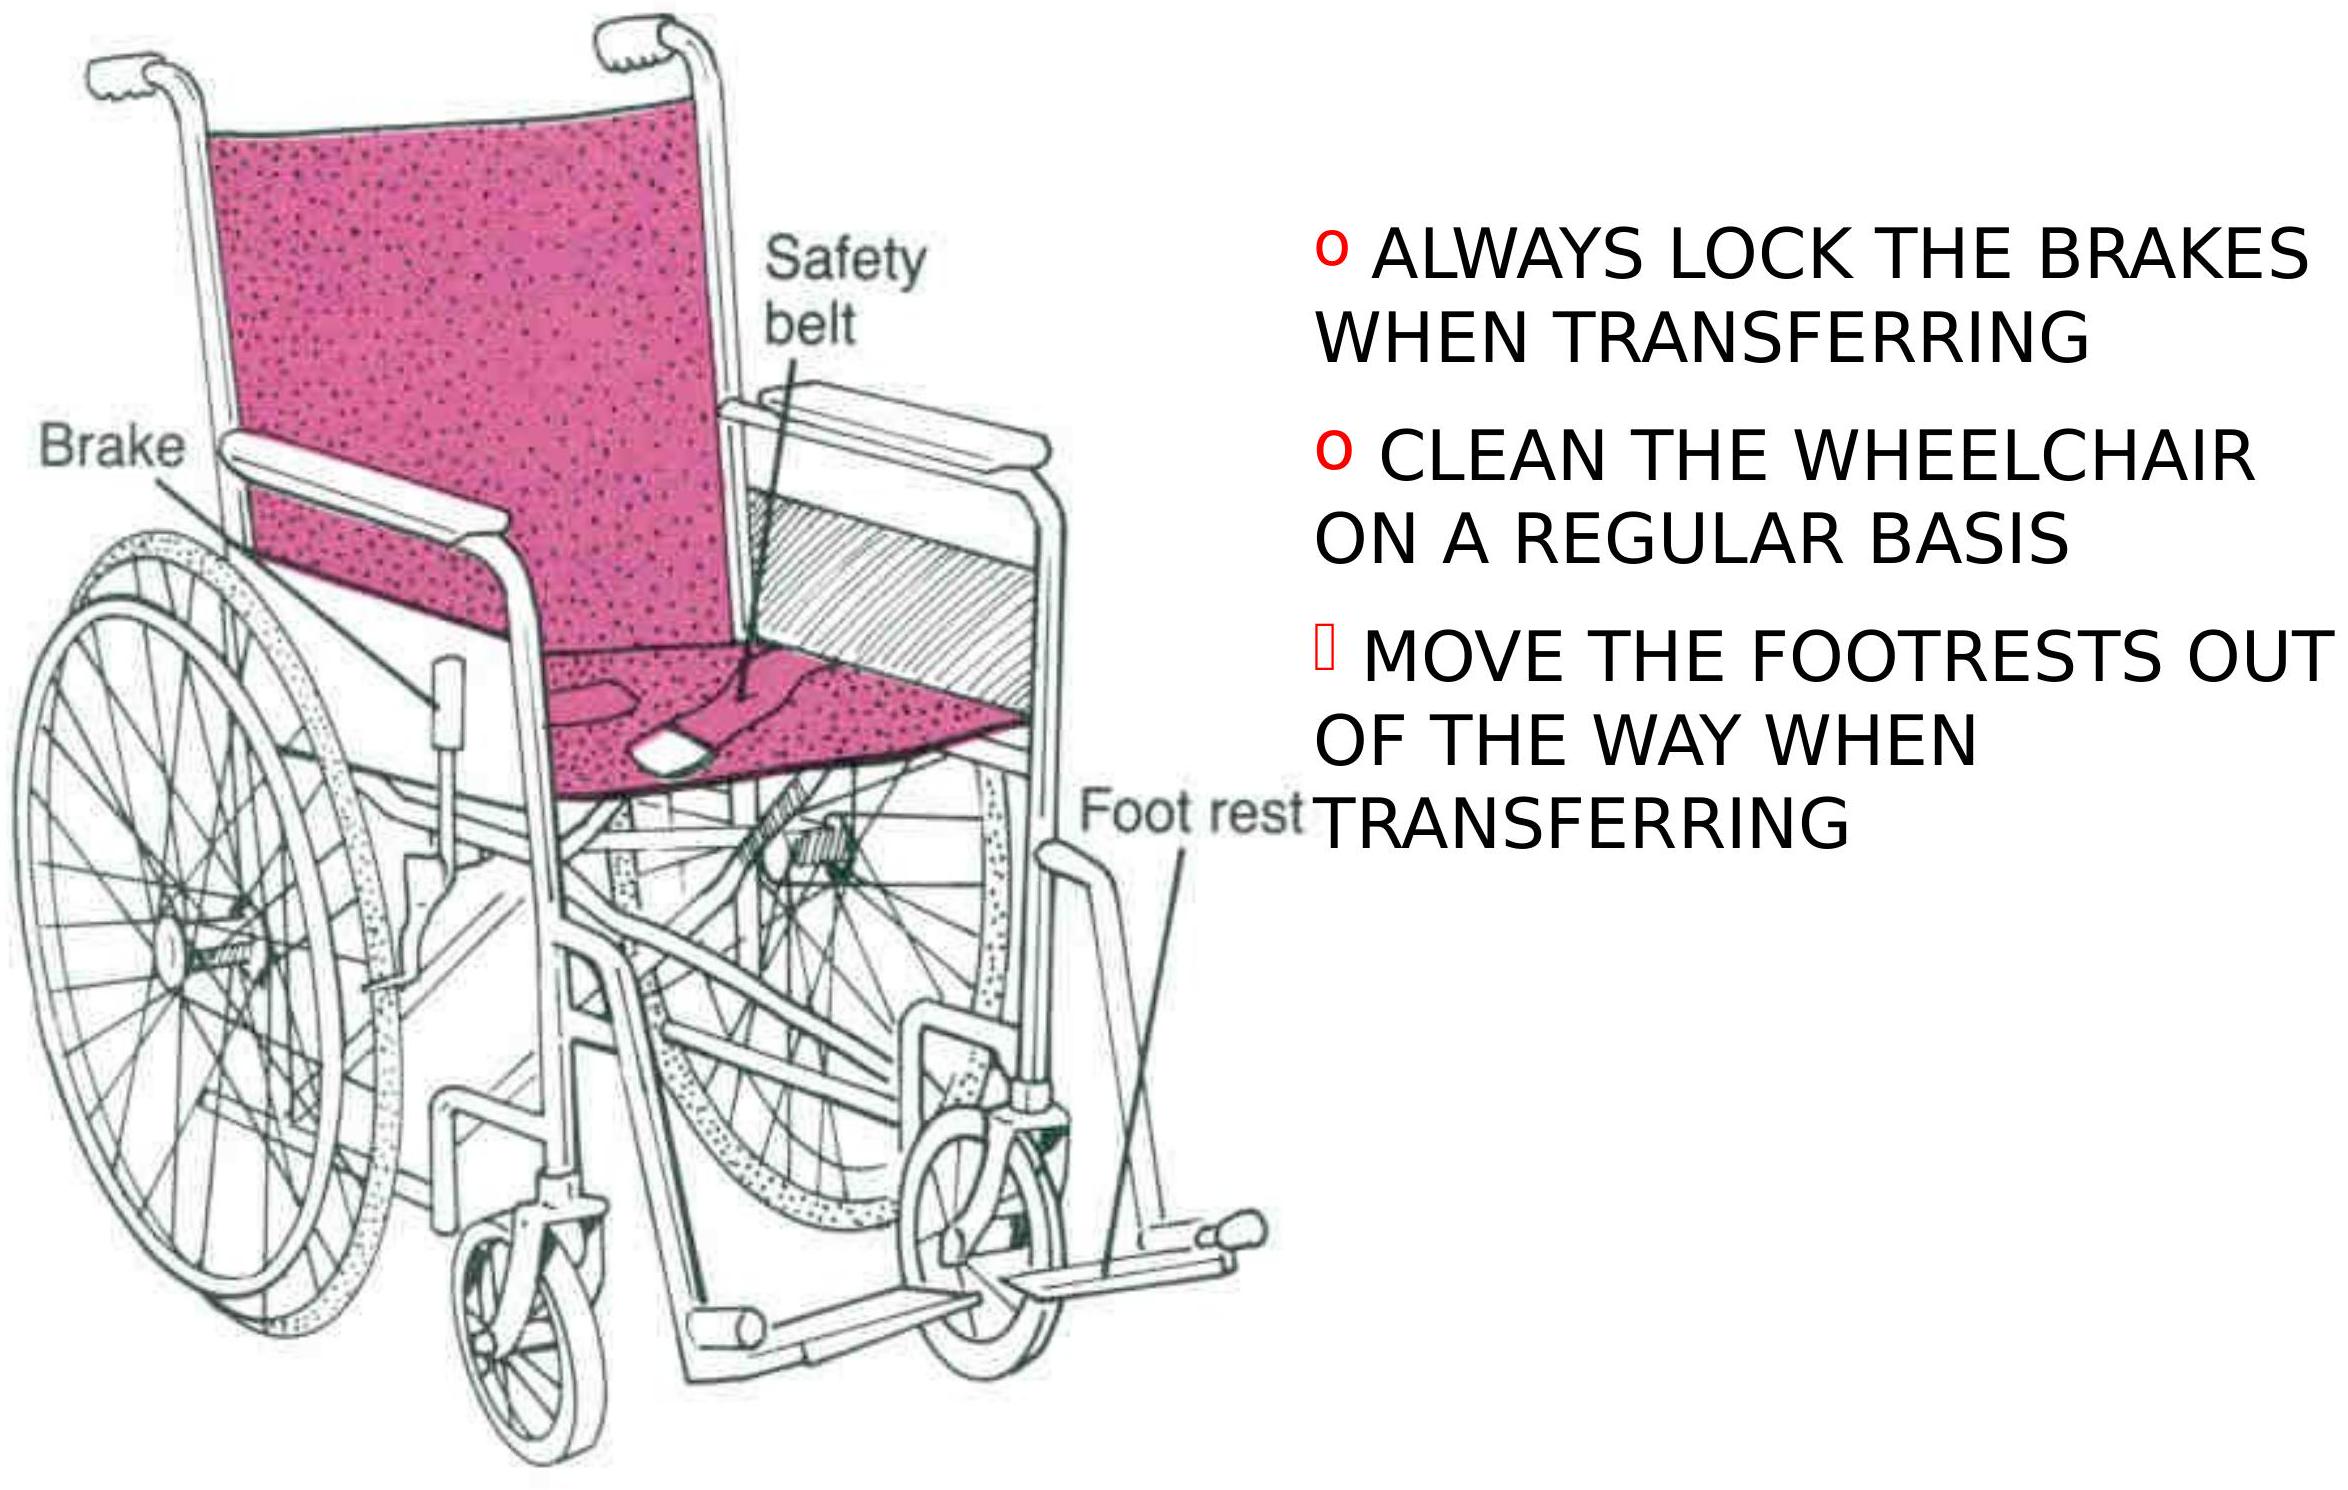 Safety
belt
Brake
Foot rest
o ALWAYS LOCK THE BRAKES
WHEN TRANSFERRING
o CLEAN THE WHEELCHAIR
ON A REGULAR BASIS
▯ MOVE THE FOOTRESTS OUT
OF THE WAY WHEN
TRANSFERRING